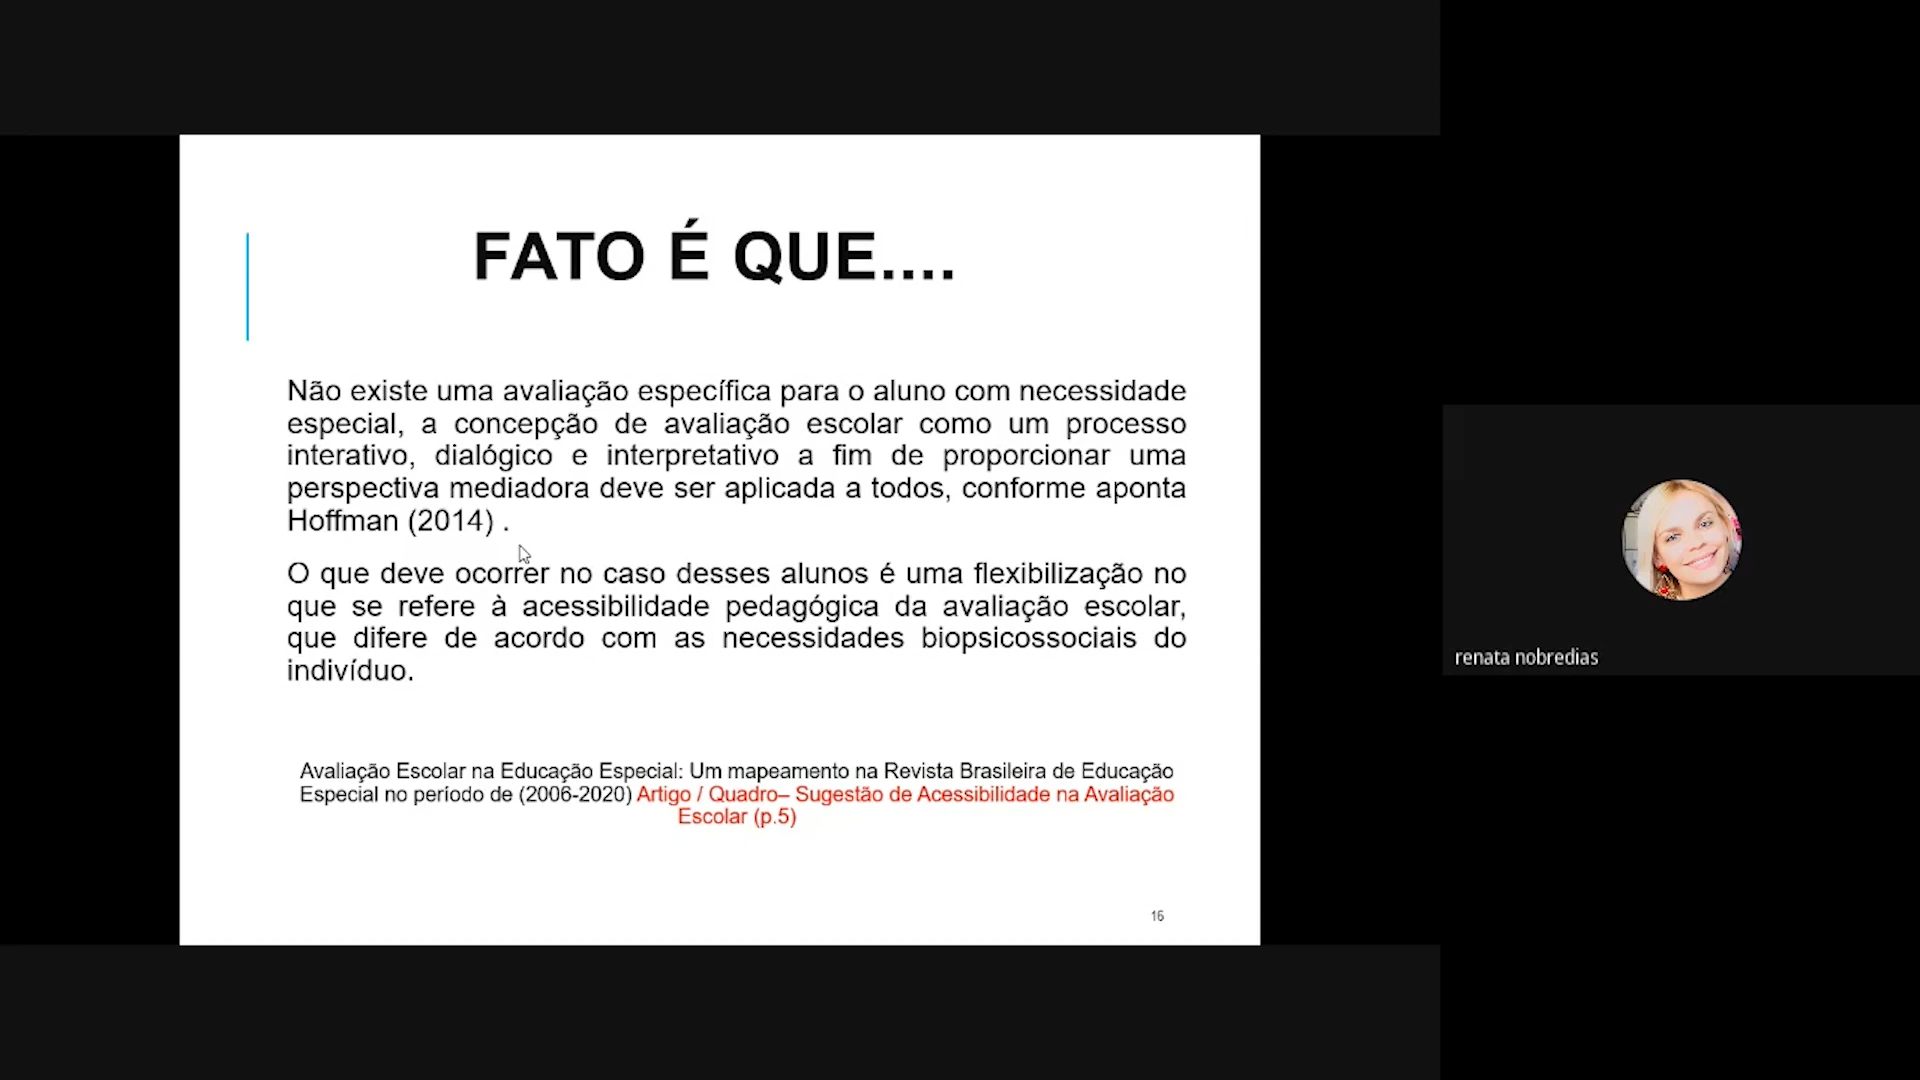 FATO É QUE....
Não existe uma avaliação específica para o aluno com necessidade
especial, a concepção de avaliação escolar como um processo
interativo, dialógico e interpretativo a fim de proporcionar uma
perspectiva mediadora deve ser aplicada a todos, conforme aponta
Hoffman (2014) .
O que deve ocorrer no caso desses alunos é uma flexibilização no
que se refere à acessibilidade pedagógica da avaliação escolar,
que difere de acordo com as necessidades biopsicossociais do
indivíduo.
Avaliação Escolar na Educação Especial: Um mapeamento na Revista Brasileira de Educação
Especial no período de (2006-2020) Artigo / Quadro– Sugestão de Acessibilidade na Avaliação
Escolar (p.5)
16
renata nobredias